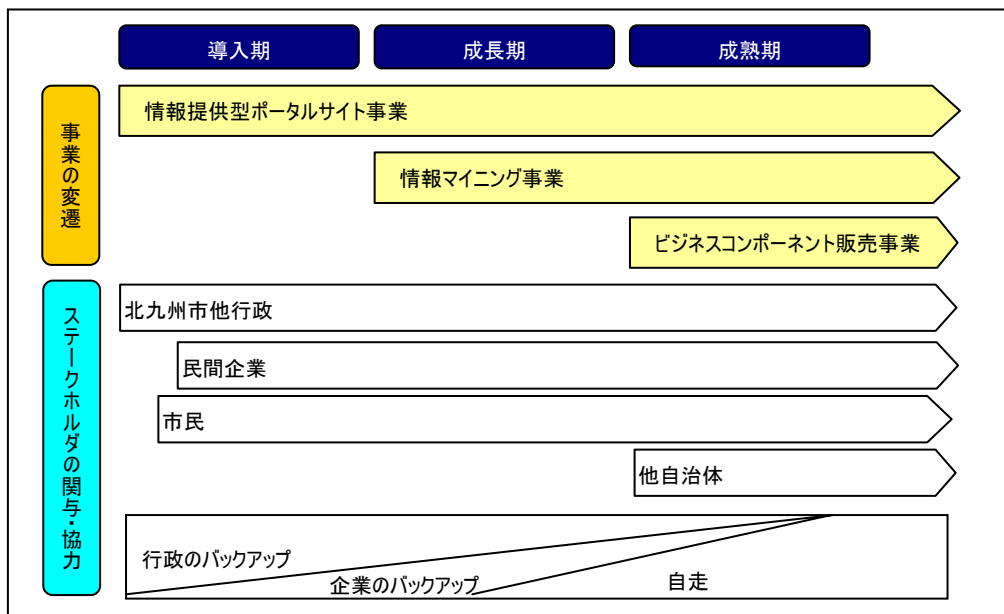 導入期
成長期
成熟期
事業の変遷
情報提供型ポータルサイト事業
情報マイニング事業
ビジネスコンポーネント販売事業
ステークホルダの関与・協力
北九州市他行政
民間企業
市民
他自治体
行政のバックアップ
企業のバックアップ
自走